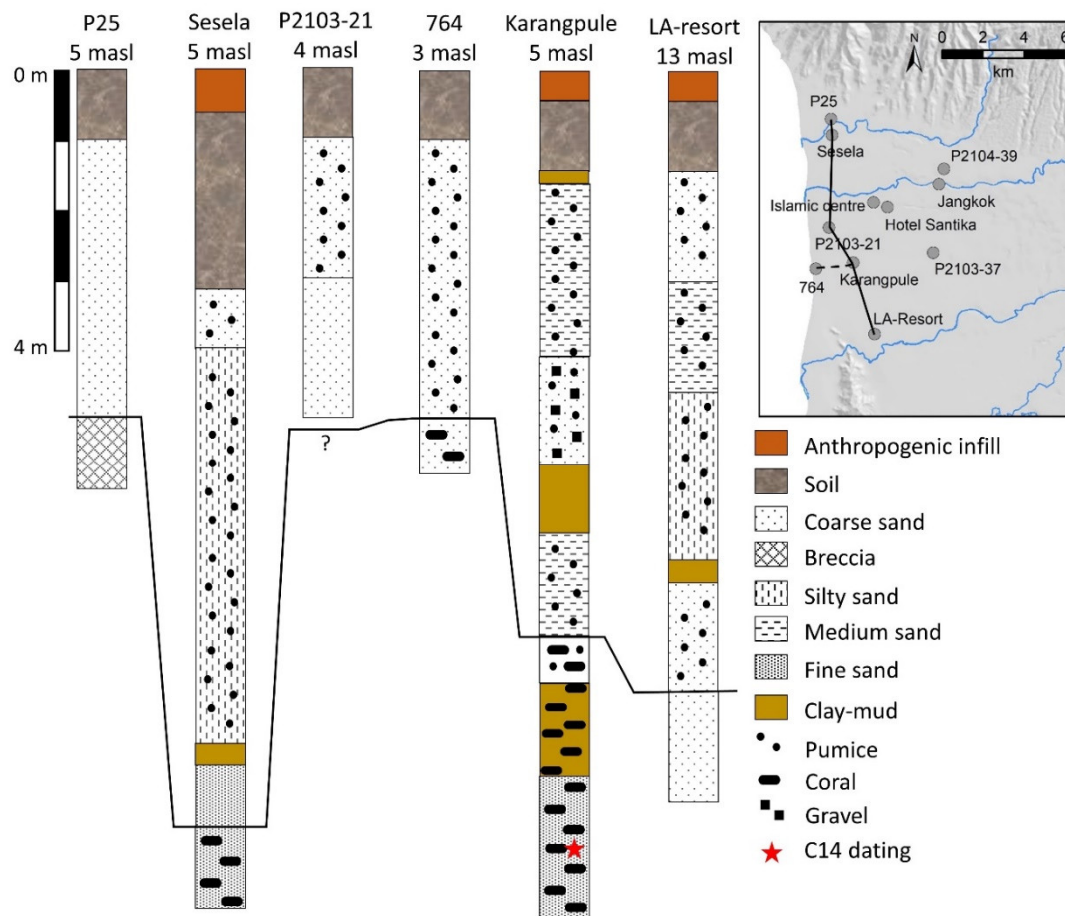 P25
5 masl
Sesela
5 masl
P2103-21
4 masl
764
3 masl
Karangpule
5 masl
LA-resort
13 masl
0 m
4 m
?
0 2 4 6
km
N
P25
Sesela
P2104-39
Jangkok
Islamic centre
Hotel Santika
P2103-21
P2103-37
Karangpule
764
LA-Resort
Anthropogenic infill
Soil
Coarse sand
Breccia
Silty sand
Medium sand
Fine sand
Clay-mud
Pumice
Coral
Gravel
C14 dating